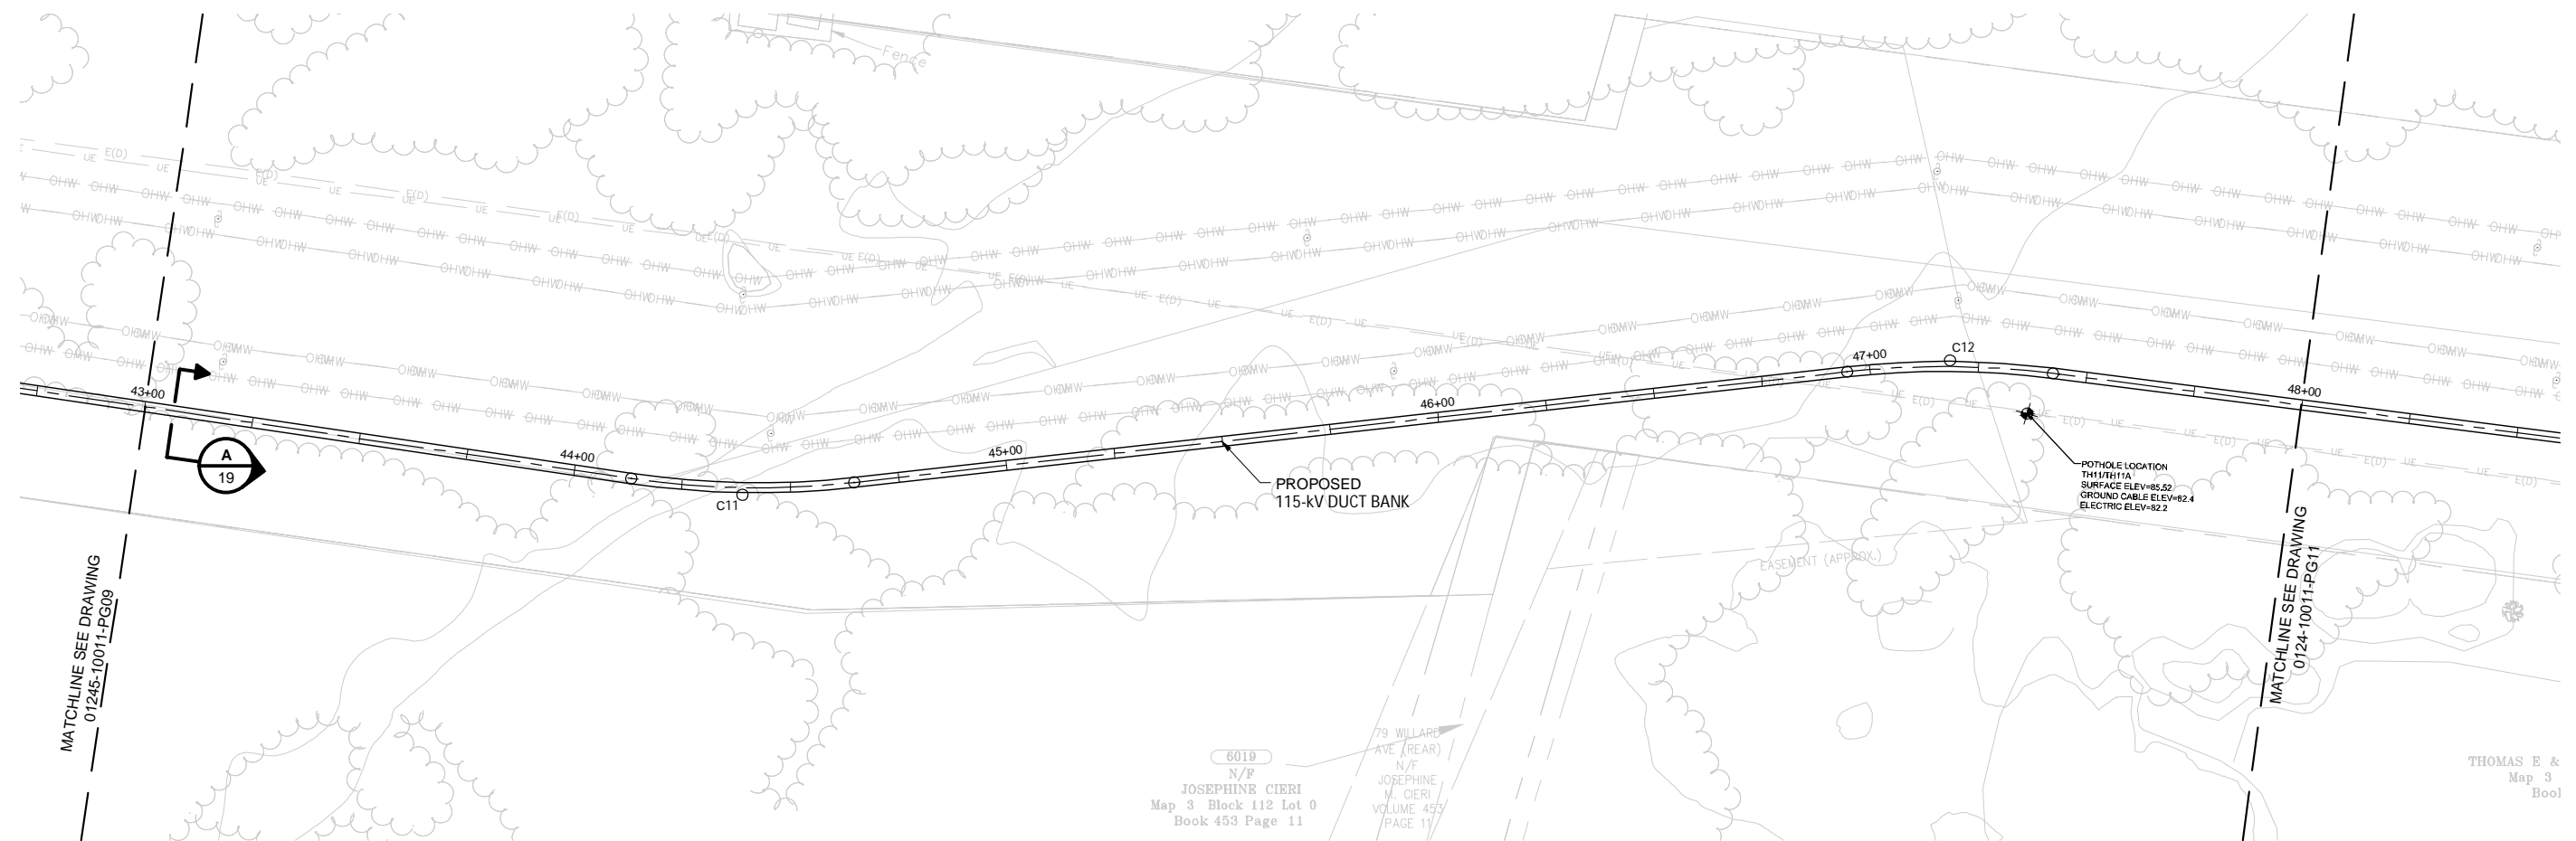 Fence
43+00
44+00
45+00
46+00
47+00
48+00
C11
C12
A
19
PROPOSED
115-kV DUCT BANK
POTHOLE LOCATION
TH11/TH11A
SURFACE ELEV=85.52
GROUND CABLE ELEV=82.4
ELECTRIC ELEV=82.2
EASEMENT (APPROX.)
MATCHLINE SEE DRAWING
01245-10011-PG09
MATCHLINE SEE DRAWING
0124-10011-PG11
6019
N/F
JOSEPHINE CIERI
Map 3 Block 112 Lot 0
Book 453 Page 11
79 WILLARD
AVE (REAR)
N/F
JOSEPHINE
M. CIERI
VOLUME 453
PAGE 11
THOMAS E &
Map 3
E(D)
UE
OHW